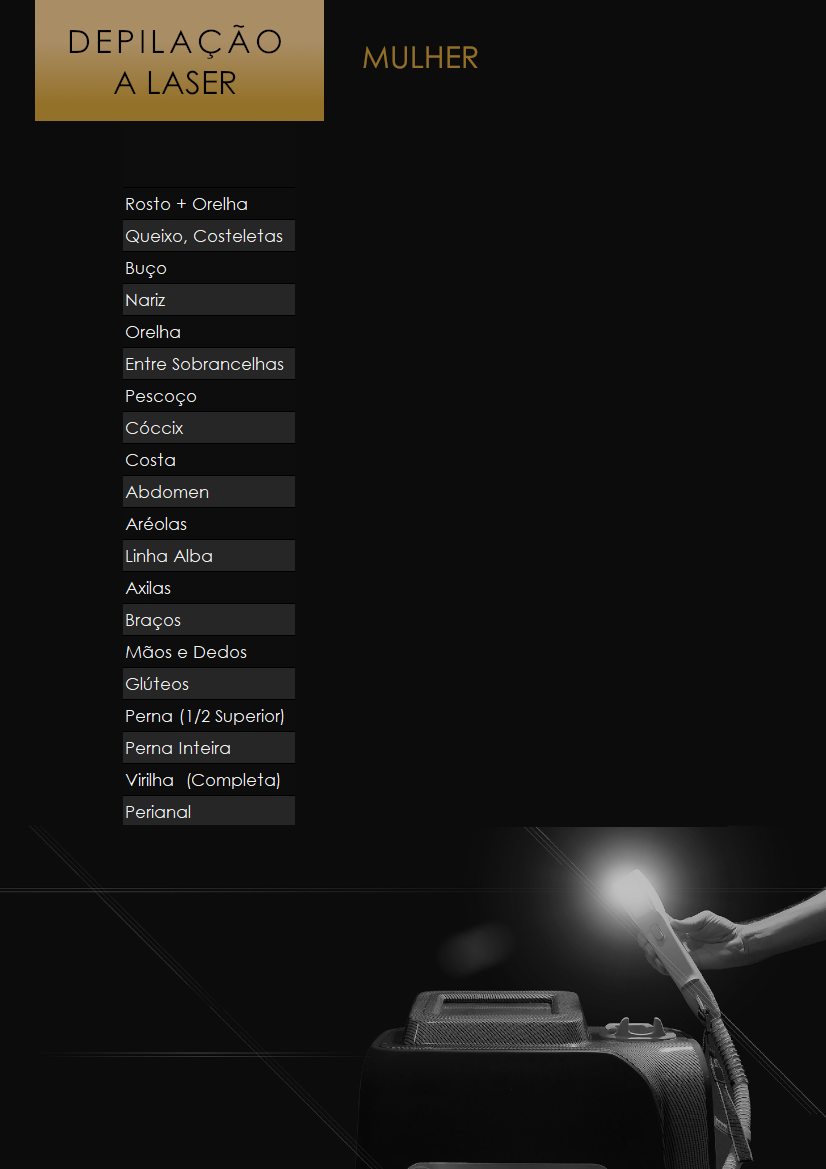 DEPILAÇÃO
A LASER
MULHER
Rosto + Orelha
Queixo, Costeletas
Buço
Nariz
Orelha
Entre Sobrancelhas
Pescoço
Cóccix
Costa
Abdomen
Aréolas
Linha Alba
Axilas
Braços
Mãos e Dedos
Glúteos
Perna (1/2 Superior)
Perna Inteira
Virilha (Completa)
Perianal